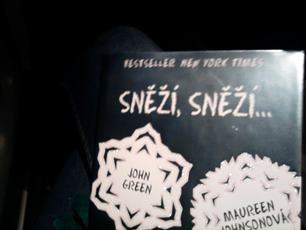 BESTSELLER NEW YORK TIMES
SNĚŽÍ, SNĚŽÍ...
JOHN
GREEN
MAUREEN
JOHNSONOVÁ